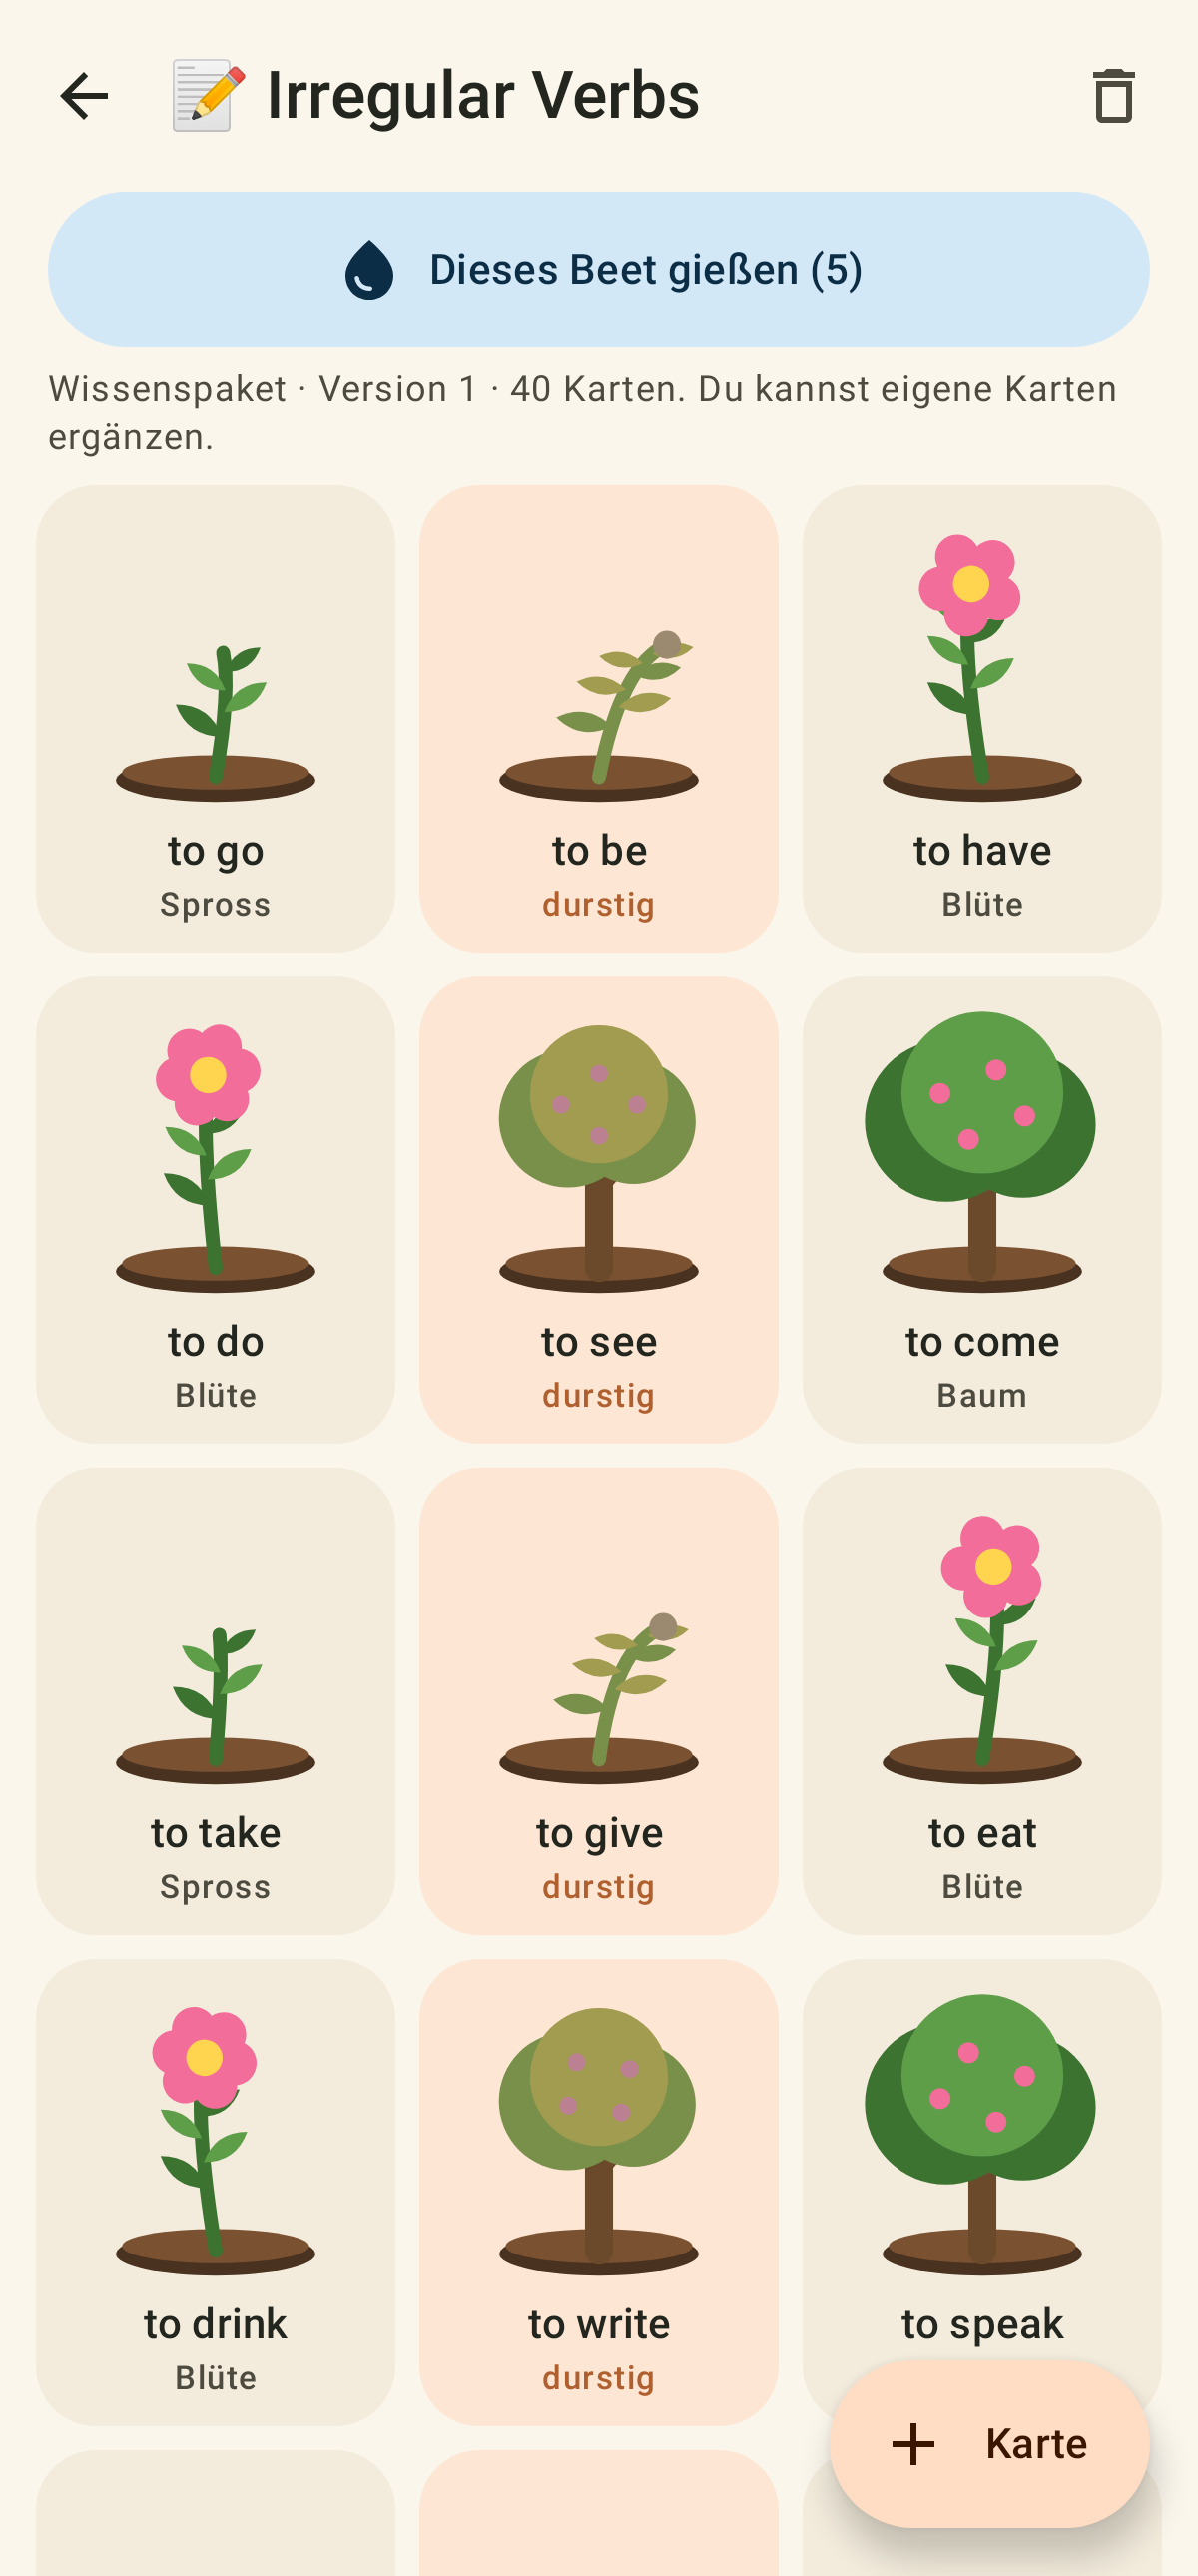 Irregular Verbs
Dieses Beet gießen (5)
Wissenspaket · Version 1 · 40 Karten. Du kannst eigene Karten
ergänzen.
to go
Spross
to be
durstig
to have
Blüte
to do
Blüte
to see
durstig
to come
Baum
to take
Spross
to give
durstig
to eat
Blüte
to drink
Blüte
to write
durstig
to speak
+ Karte